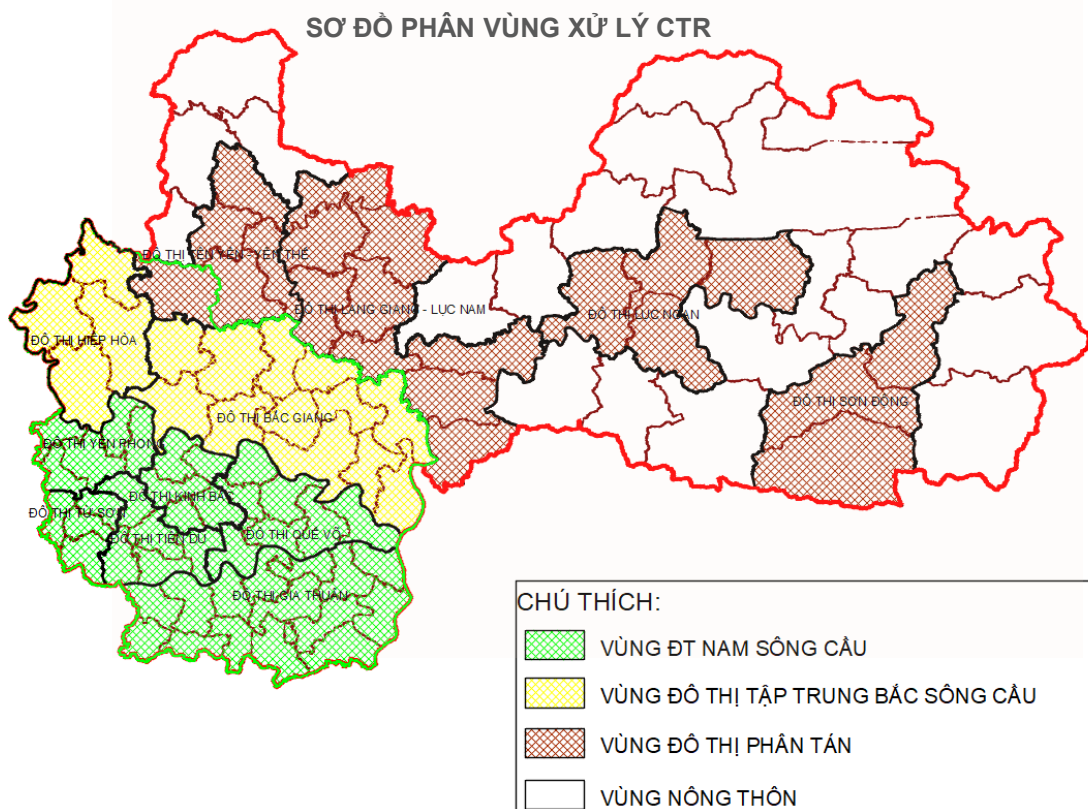 SƠ ĐỒ PHÂN VÙNG XỬ LÝ CTR
ĐÔ THỊ TÊN YÊN - YÊN THẾ
ĐÔ THỊ LẠNG GIANG - LỤC NAM
ĐÔ THỊ LỤC NGẠN
ĐÔ THỊ HIỆP HÒA
ĐÔ THỊ SƠN ĐỘNG
ĐÔ THỊ BẮC GIANG
ĐÔ THỊ YÊN PHONG
ĐÔ THỊ KINH BẮC
ĐÔ THỊ TỪ SƠN
ĐÔ THỊ TIÊN DU
ĐÔ THỊ QUẾ VÕ
ĐÔ THỊ GIA THUẬN
CHÚ THÍCH:
VÙNG ĐT NAM SÔNG CẦU
VÙNG ĐÔ THỊ TẬP TRUNG BẮC SÔNG CẦU
VÙNG ĐÔ THỊ PHÂN TÁN
VÙNG NÔNG THÔN